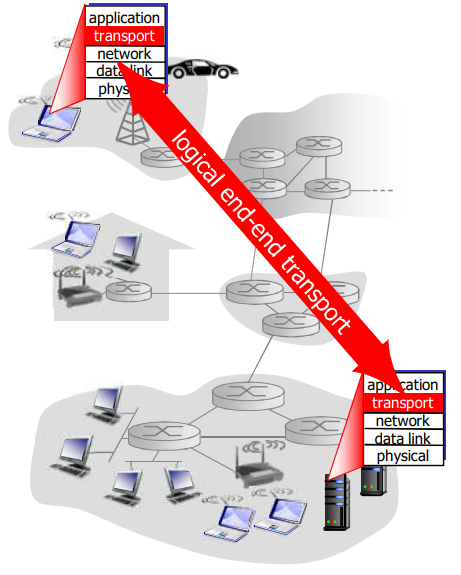 application
transport
network
data link
physical
logical end-end transport
application
transport
network
data link
physical